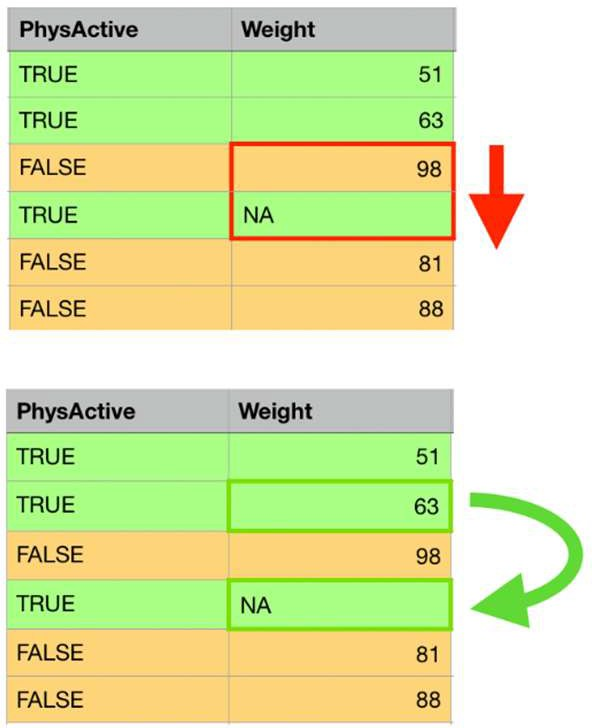 PhysActive Weight
TRUE 51
TRUE 63
FALSE 98
TRUE NA
FALSE 81
FALSE 88
PhysActive Weight
TRUE 51
TRUE 63
FALSE 98
TRUE NA
FALSE 81
FALSE 88